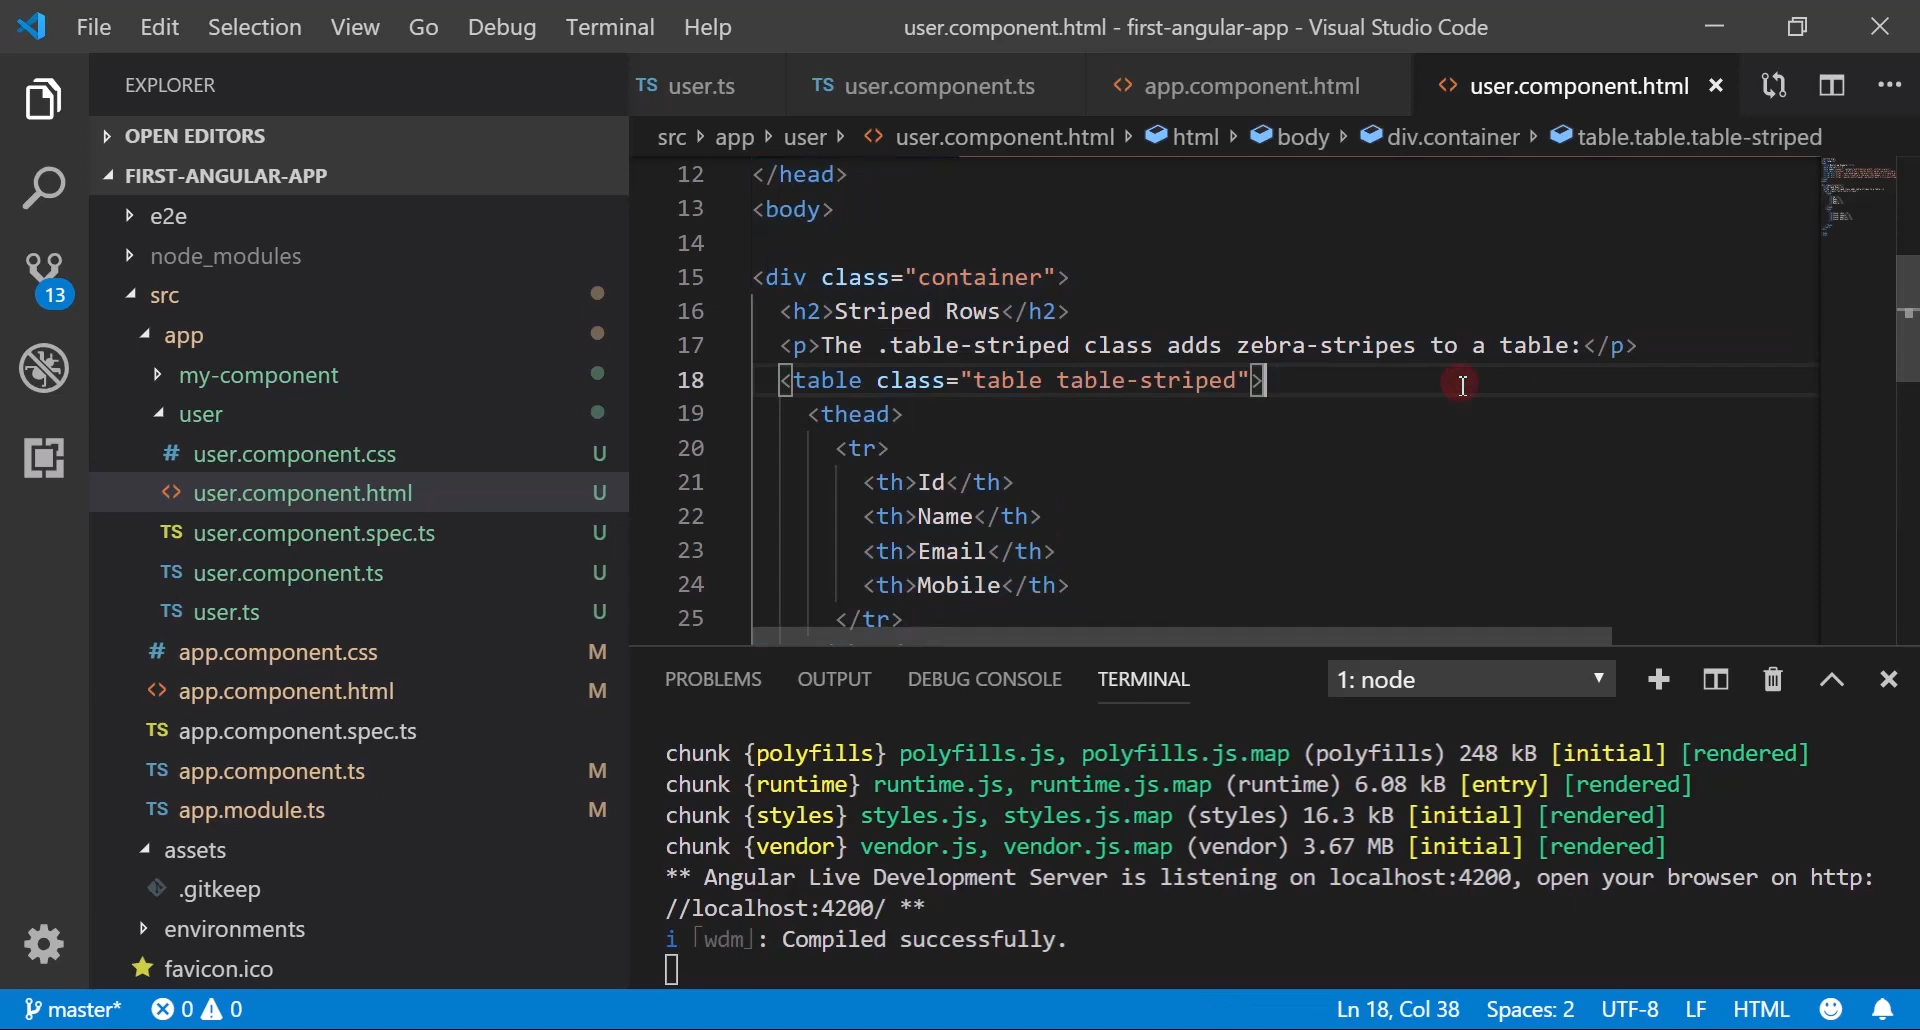 File Edit Selection View Go Debug Terminal Help
user.component.html - first-angular-app - Visual Studio Code
EXPLORER
OPEN EDITORS
FIRST-ANGULAR-APP
e2e
node_modules
src
app
my-component
user
# user.component.css U
<> user.component.html U
TS user.component.spec.ts U
TS user.component.ts U
TS user.ts U
# app.component.css M
<> app.component.html M
TS app.component.spec.ts
TS app.component.ts M
TS app.module.ts M
assets
.gitkeep
environments
favicon.ico
13
TS user.ts TS user.component.ts <> app.component.html <> user.component.html
src app user <> user.component.html html body div.container table.table.table-striped
12 </head>
13 <body>
14
15 <div class="container">
16 <h2>Striped Rows</h2>
17 <p>The .table-striped class adds zebra-stripes to a table:</p>
18 <table class="table table-striped">
19 <thead>
20 <tr>
21 <th>Id</th>
22 <th>Name</th>
23 <th>Email</th>
24 <th>Mobile</th>
25 </tr>
PROBLEMS OUTPUT DEBUG CONSOLE TERMINAL 1: node
chunk {polyfills} polyfills.js, polyfills.js.map (polyfills) 248 kB [initial] [rendered]
chunk {runtime} runtime.js, runtime.js.map (runtime) 6.08 kB [entry] [rendered]
chunk {styles} styles.js, styles.js.map (styles) 16.3 kB [initial] [rendered]
chunk {vendor} vendor.js, vendor.js.map (vendor) 3.67 MB [initial] [rendered]
** Angular Live Development Server is listening on localhost:4200, open your browser on http:
//localhost:4200/ **
i ｢wdm｣: Compiled successfully.
master* 0 0 Ln 18, Col 38 Spaces: 2 UTF-8 LF HTML